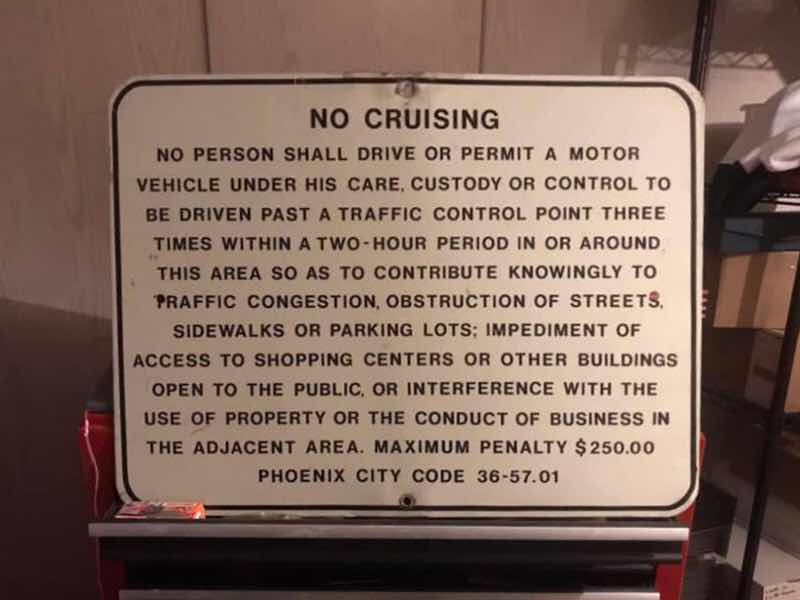 NO CRUISING
NO PERSON SHALL DRIVE OR PERMIT A MOTOR
VEHICLE UNDER HIS CARE, CUSTODY OR CONTROL TO
BE DRIVEN PAST A TRAFFIC CONTROL POINT THREE
TIMES WITHIN A TWO-HOUR PERIOD IN OR AROUND
THIS AREA SO AS TO CONTRIBUTE KNOWINGLY TO
TRAFFIC CONGESTION, OBSTRUCTION OF STREETS,
SIDEWALKS OR PARKING LOTS; IMPEDIMENT OF
ACCESS TO SHOPPING CENTERS OR OTHER BUILDINGS
OPEN TO THE PUBLIC, OR INTERFERENCE WITH THE
USE OF PROPERTY OR THE CONDUCT OF BUSINESS IN
THE ADJACENT AREA. MAXIMUM PENALTY $250.00
PHOENIX CITY CODE 36-57.01